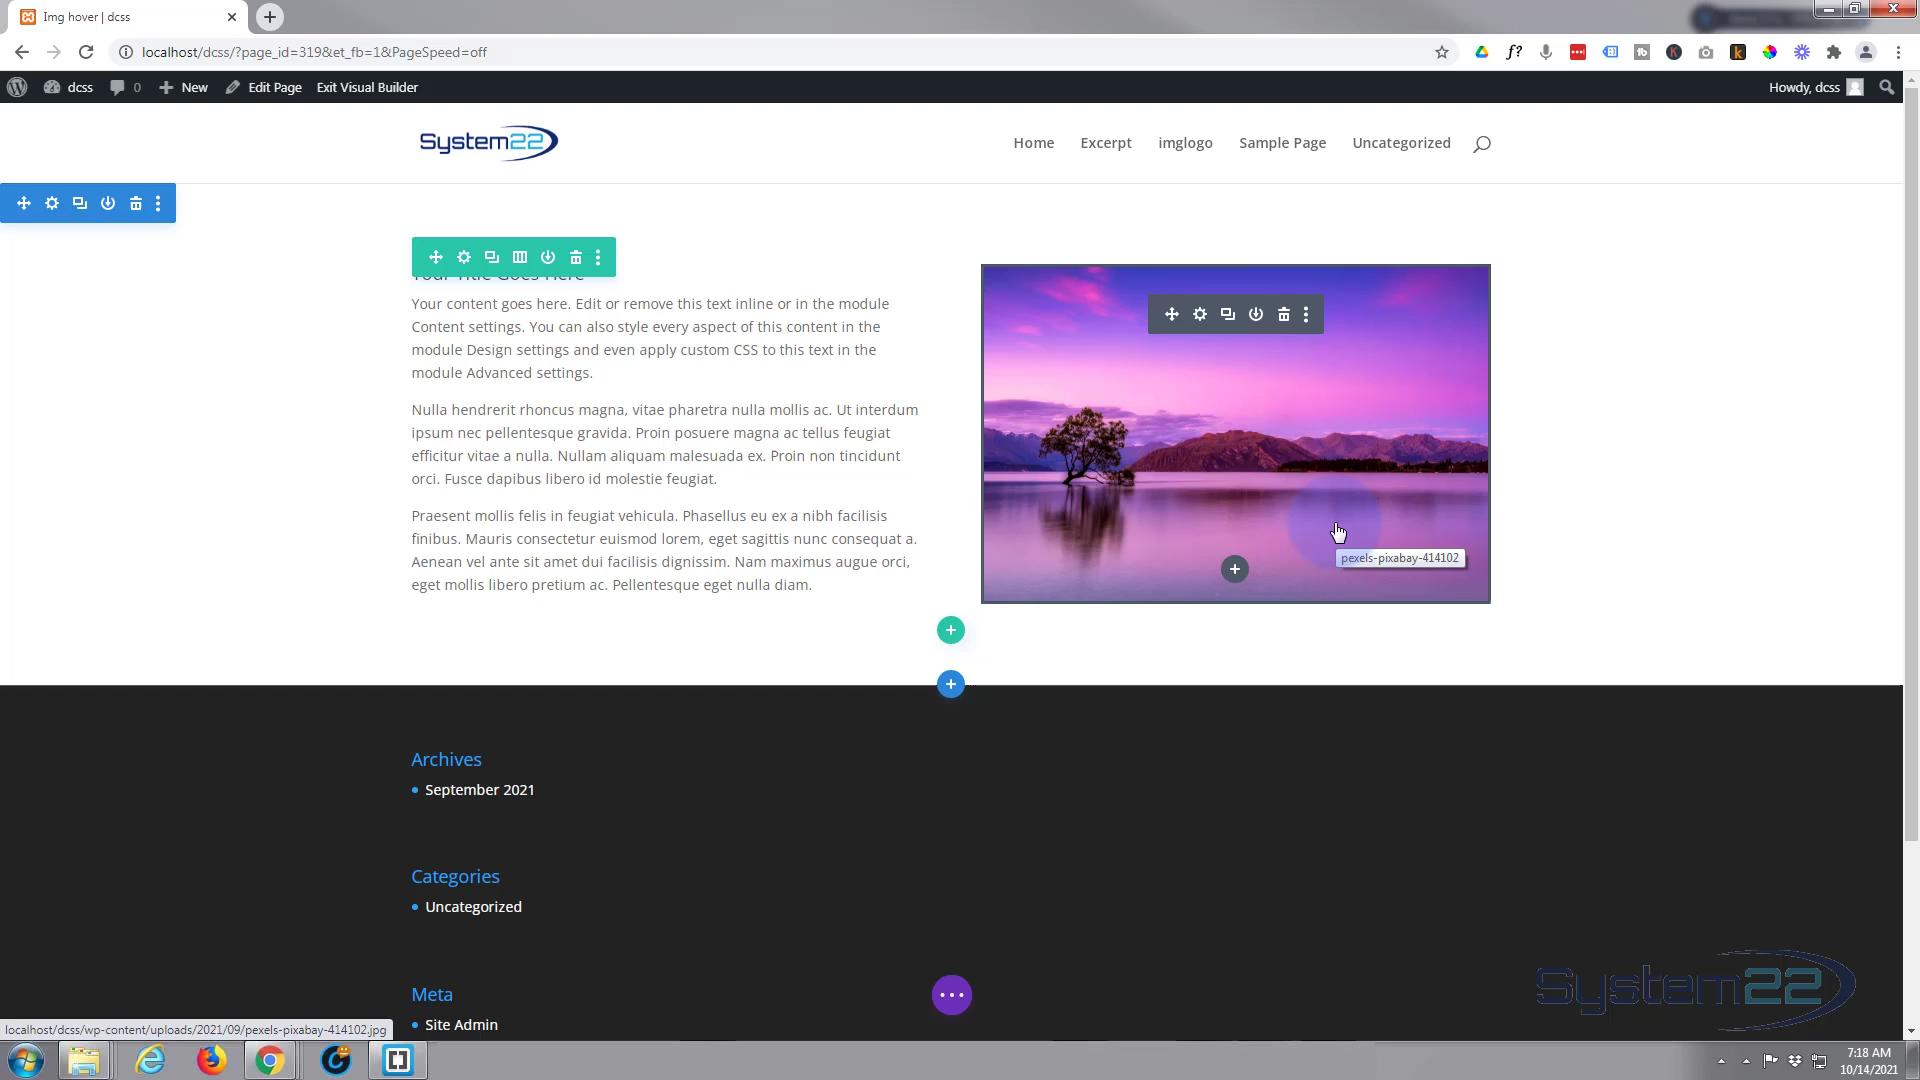 Img hover | dcss
localhost/dcss/?page_id=319&et_fb=1&PageSpeed=off
dcss 0 New Edit Page Exit Visual Builder Howdy, dcss
System22
Home Excerpt imglogo Sample Page Uncategorized
Your Title Goes Here
Your content goes here. Edit or remove this text inline or in the module
Content settings. You can also style every aspect of this content in the
module Design settings and even apply custom CSS to this text in the
module Advanced settings.
Nulla hendrerit rhoncus magna, vitae pharetra nulla mollis ac. Ut interdum
ipsum nec pellentesque gravida. Proin posuere magna ac tellus feugiat
efficitur vitae a nulla. Nullam aliquam malesuada ex. Proin non tincidunt
orci. Fusce dapibus libero id molestie feugiat.
Praesent mollis felis in feugiat vehicula. Phasellus eu ex a nibh facilisis
finibus. Mauris consectetur euismod lorem, eget sagittis nunc consequat a.
Aenean vel ante sit amet dui facilisis dignissim. Nam maximus augue orci,
eget mollis libero pretium ac. Pellentesque eget nulla diam.
pexels-pixabay-414102
Archives
September 2021
Categories
Uncategorized
Meta
Site Admin
System22
localhost/dcss/wp-content/uploads/2021/09/pexels-pixabay-414102.jpg
7:18 AM
10/14/2021